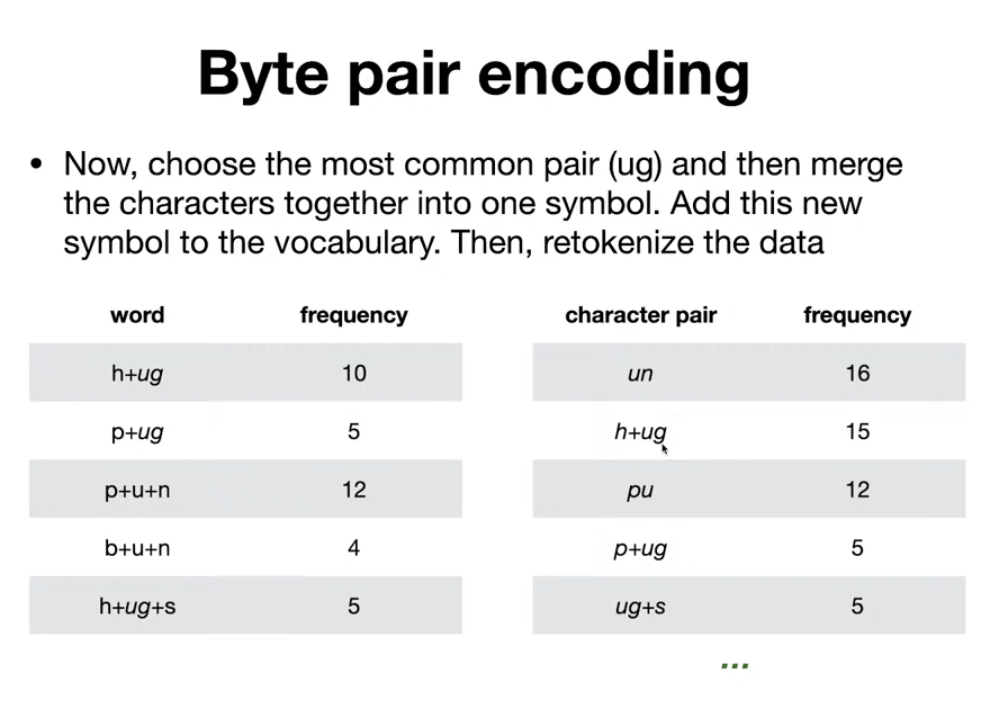 Byte pair encoding
• Now, choose the most common pair (ug) and then merge
the characters together into one symbol. Add this new
symbol to the vocabulary. Then, retokenize the data
word frequency character pair frequency
h+ug 10 un 16
p+ug 5 h+ug 15
p+u+n 12 pu 12
b+u+n 4 p+ug 5
h+ug+s 5 ug+s 5
...